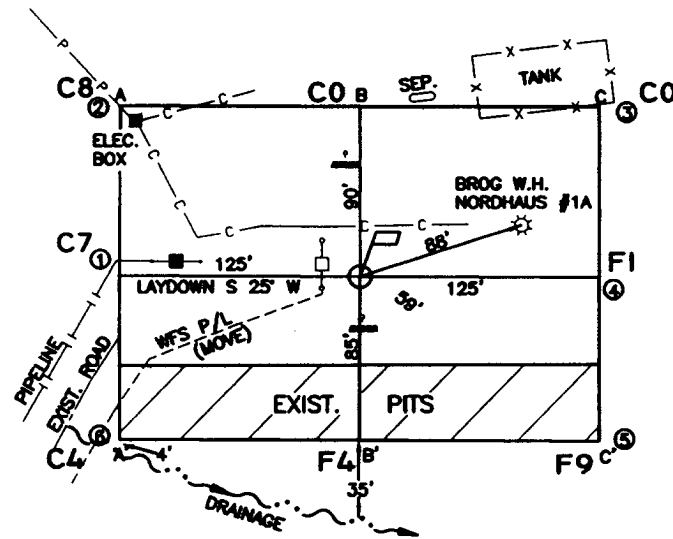 P
P
X
X
C8
A
C0
B
SEP.
X
TANK
X
C
C0
②
C
C
X
X
③
ELEC.
BOX
C
C
90'
BROG W.H.
NORDHAUS #1A
C
C
C
C7
88'
F1
①
125'
125'
④
LAYDOWN S 25' W
59'
WFS P/L
(MOVE)
85'
PIPELINE
EXIST. ROAD
EXIST. PITS
⑥
⑤
C4
A'
4'
F4
B'
F9
C'
35'
DRAINAGE